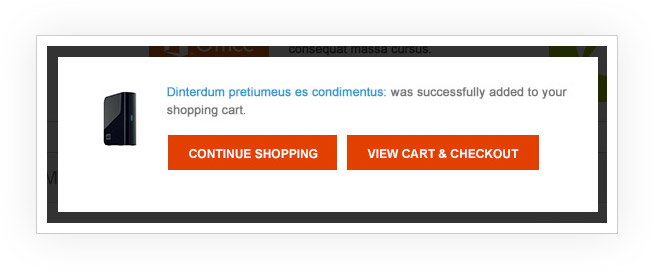 Office
consequat massa cursus.
Dinterdum pretiumeus es condimentus: was successfully added to your
shopping cart.
CONTINUE SHOPPING
VIEW CART & CHECKOUT